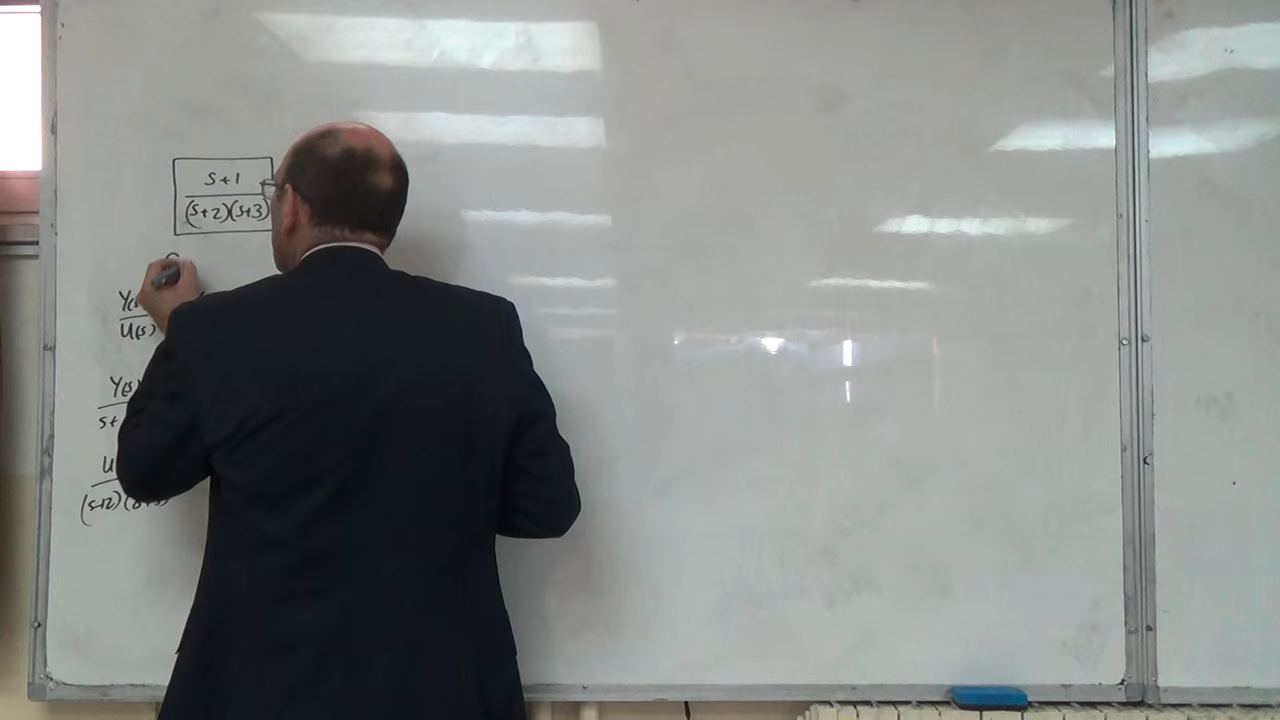 s+1
(s+2)(s+3)
Y(s
U(s)
Y(s)
s+
U
(s+2)(s+3)